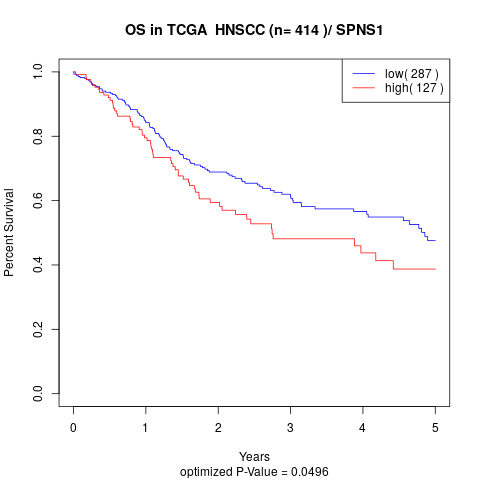 OS in TCGA  HNSCC (n= 414 )/ SPNS1
low( 287 )
high( 127 )
Percent Survival
1.0
0.8
0.6
0.4
0.2
0.0
0 1 2 3 4 5
Years
optimized P-Value = 0.0496